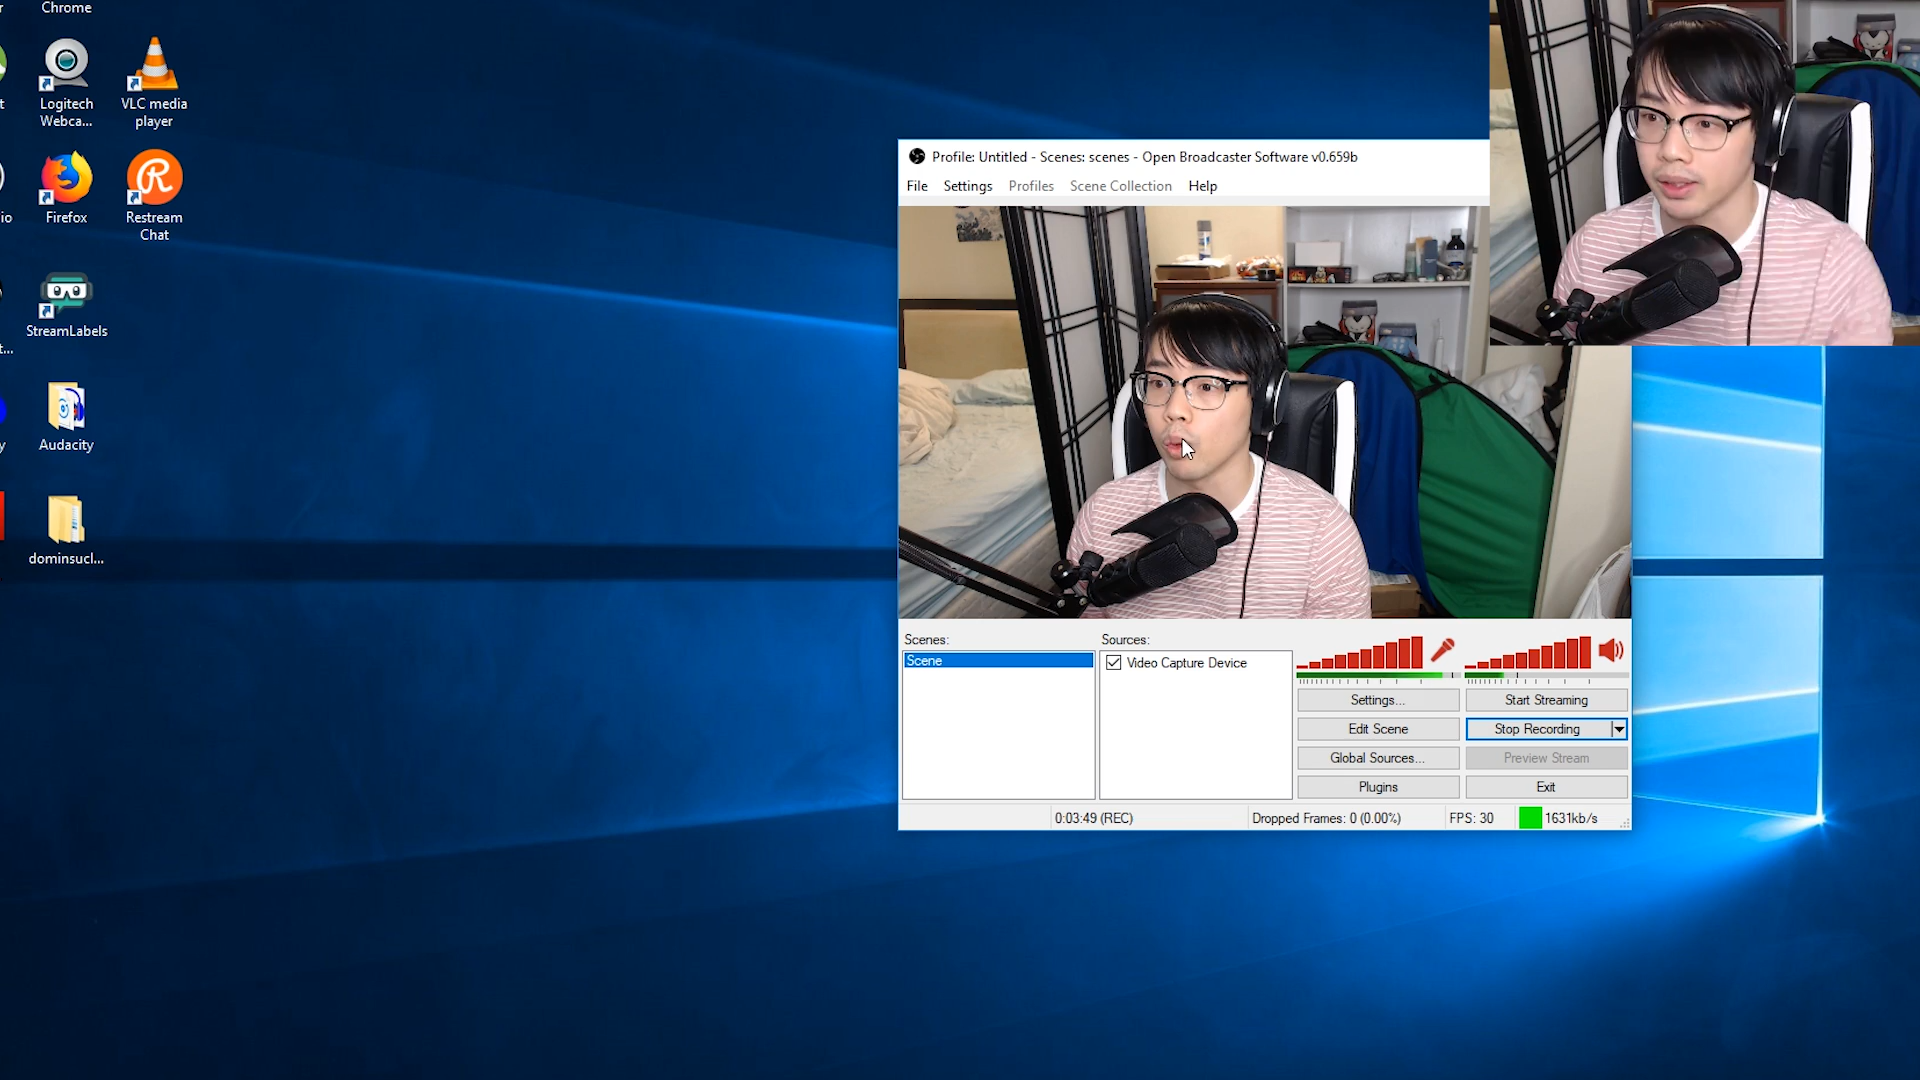 Chrome
Logitech
Webca...
VLC media
player
Firefox
Restream
Chat
StreamLabels
Audacity
dominsucl...
Profile: Untitled - Scenes: scenes - Open Broadcaster Software v0.659b
File Settings Profiles Scene Collection Help
Scenes:
Scene
Sources:
Video Capture Device
Settings...
Start Streaming
Edit Scene
Stop Recording
Global Sources...
Preview Stream
Plugins
Exit
0:03:49 (REC)
Dropped Frames: 0 (0.00%)
FPS: 30
1631kb/s